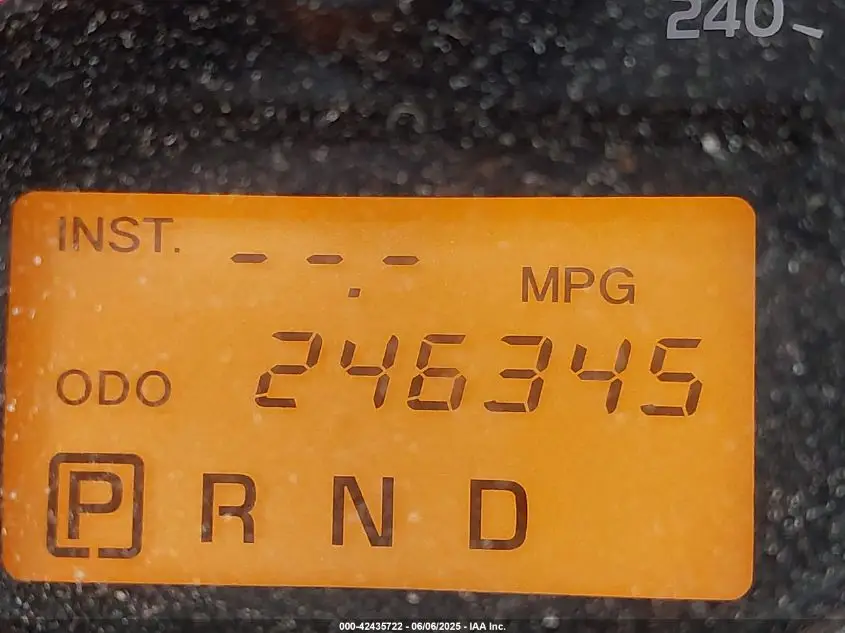 240
INST. --.- MPG
ODO 246345
P R N D
000-42435722 - 06/06/2025 - IAA Inc.